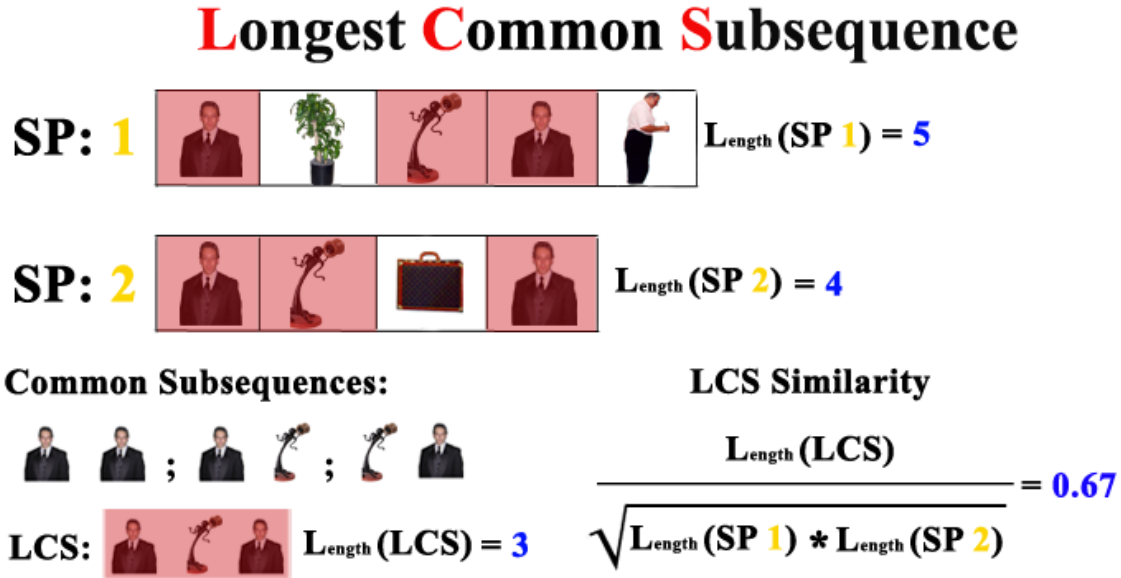 Longest Common Subsequence
SP: 1
Length (SP 1) = 5
SP: 2
Length (SP 2) = 4
Common Subsequences:
; ;
LCS:
Length (LCS) = 3
LCS Similarity
Length (LCS)
√ Length (SP 1) * Length (SP 2)
= 0.67